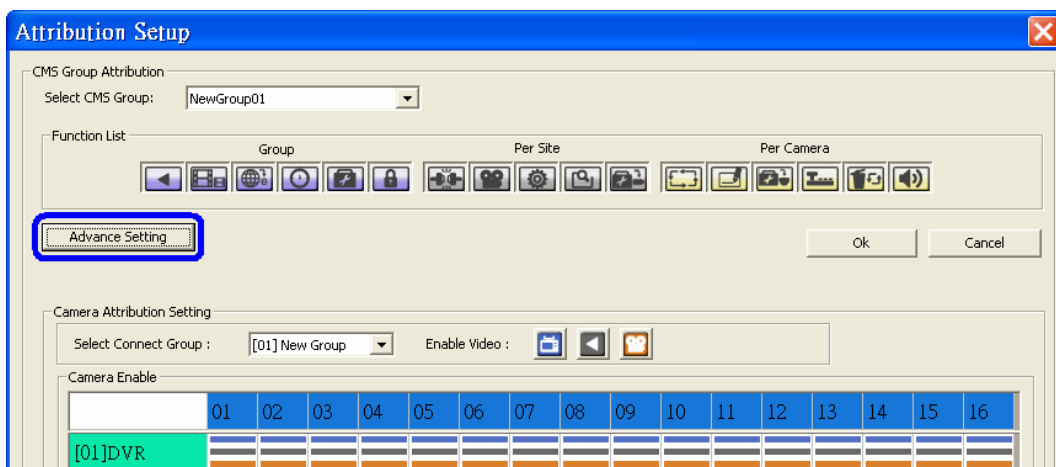 Attribution Setup
CMS Group Attribution
Select CMS Group: NewGroup01
Function List
Group Per Site Per Camera
Advance Setting Ok Cancel
Camera Attribution Setting
Select Connect Group : [01] New Group Enable Video :
Camera Enable
01 02 03 04 05 06 07 08 09 10 11 12 13 14 15 16
[01]DVR